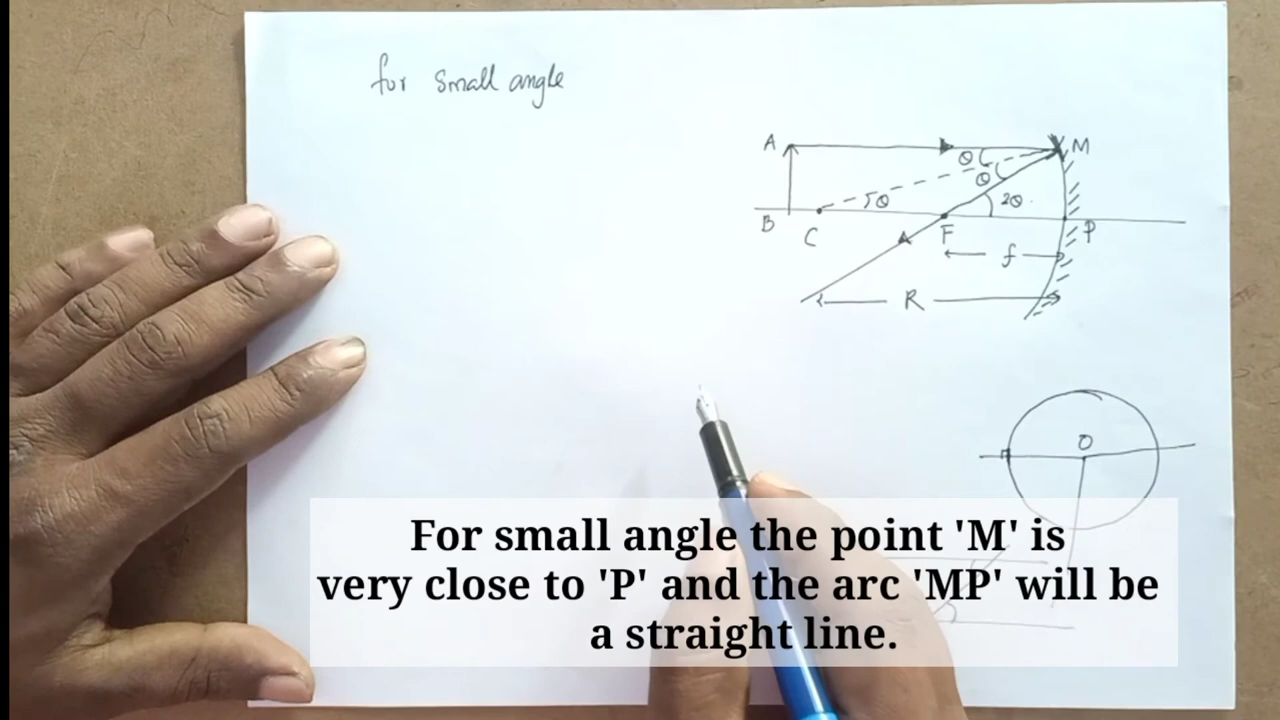 for small angle
A
M
θ
θ
θ
2θ
B
C
F
P
f
R
O
For small angle the point 'M' is
very close to 'P' and the arc 'MP' will be
a straight line.